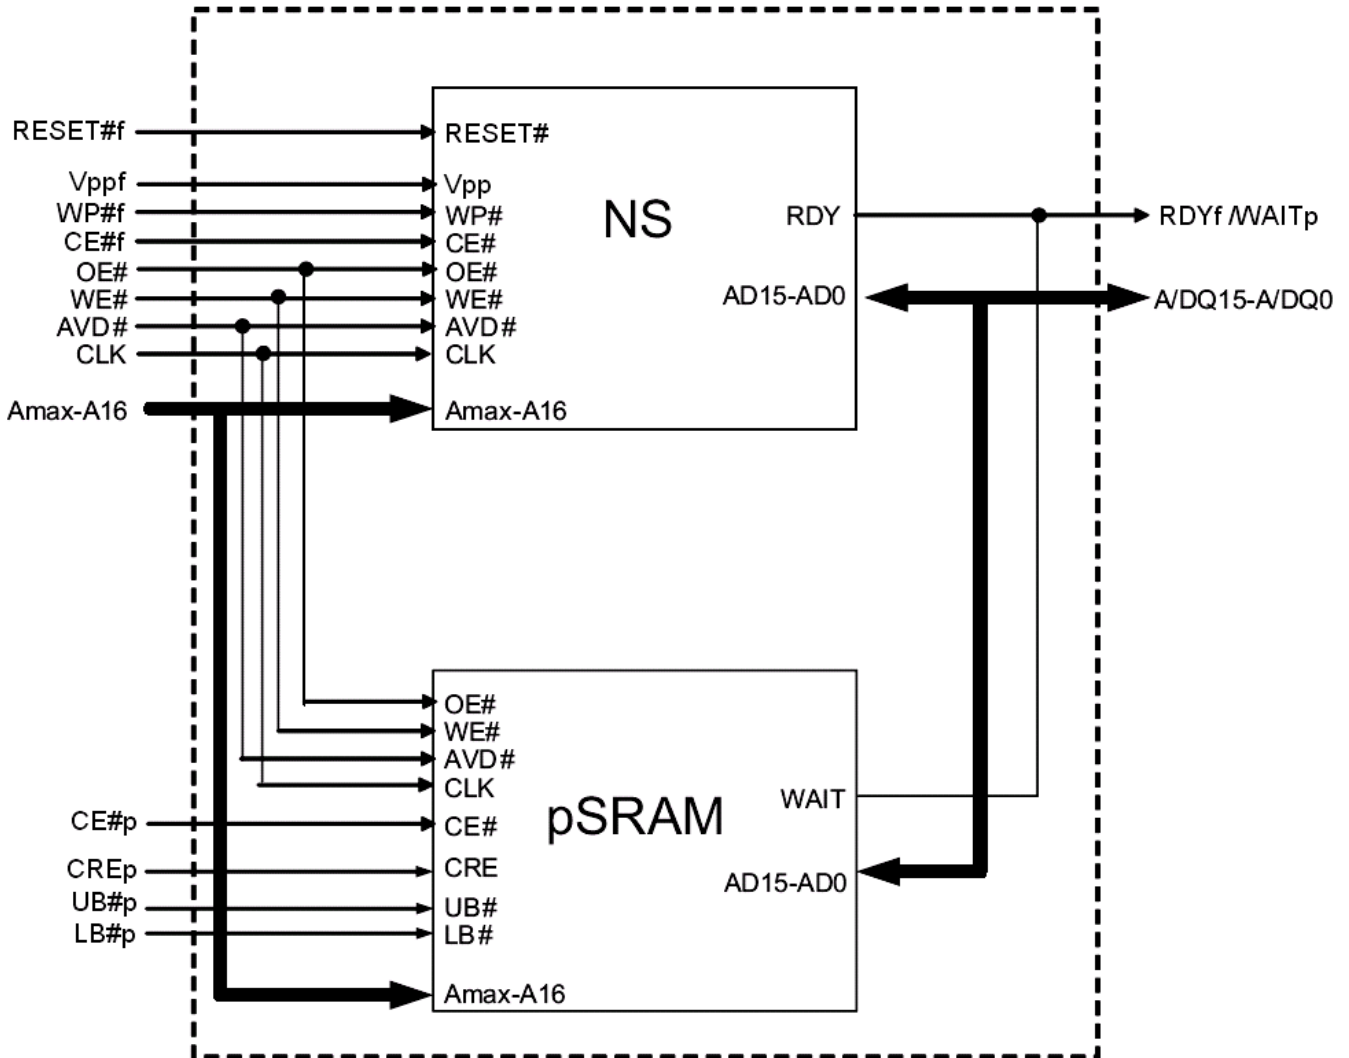 RESET#f
Vppf
WP#f
CE#f
OE#
WE#
AVD#
CLK
Amax-A16
RESET#
Vpp
WP#
CE#
OE#
WE#
AVD#
CLK
Amax-A16
NS
RDY
AD15-AD0
RDYf/WAITp
A/DQ15-A/DQ0
CE#p
CREp
UB#p
LB#p
OE#
WE#
AVD#
CLK
CE#
CRE
UB#
LB#
Amax-A16
pSRAM
WAIT
AD15-AD0